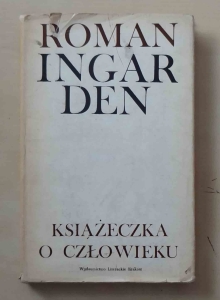 ROMAN
INGAR
DEN
KSIĄŻECZKA
O CZŁOWIEKU
Wydawnictwo Literackie Kraków